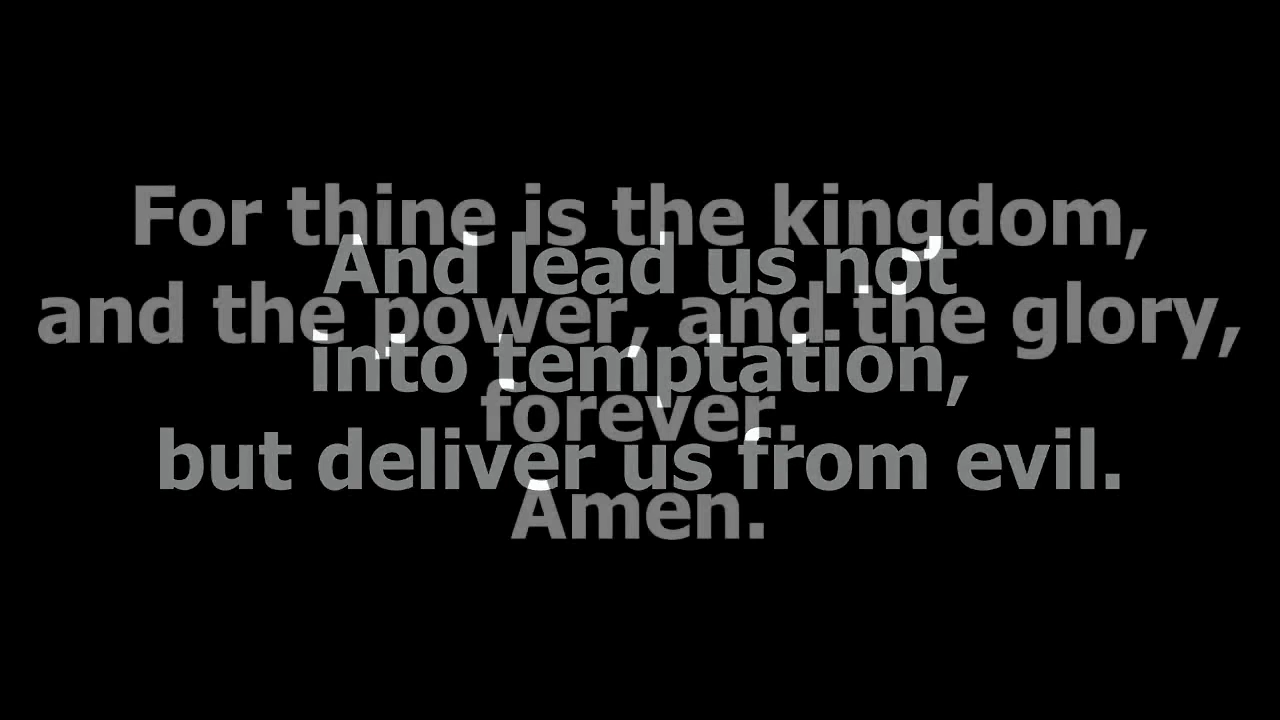 For thine is the kingdom,
And lead us not
and the power, and the glory,
into temptation,
forever.
but deliver us from evil.
Amen.